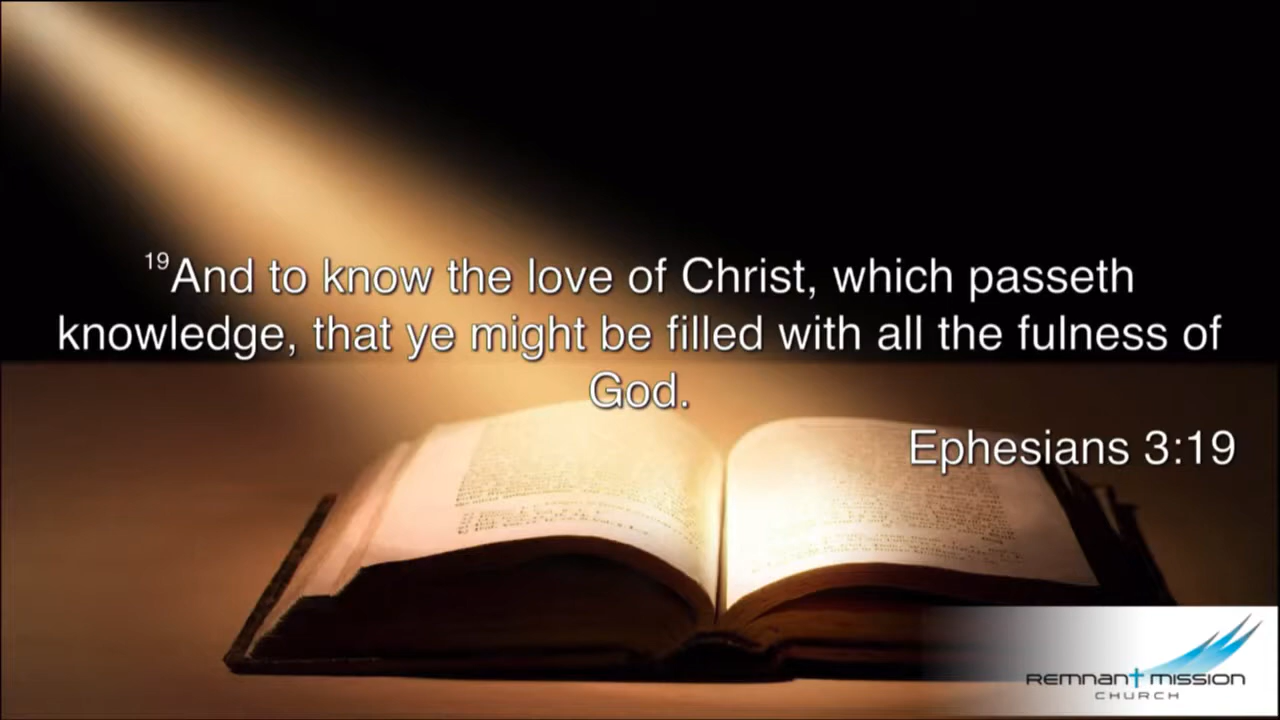 19And to know the love of Christ, which passeth
knowledge, that ye might be filled with all the fulness of
God.
Ephesians 3:19
REMNANT MISSION
CHURCH